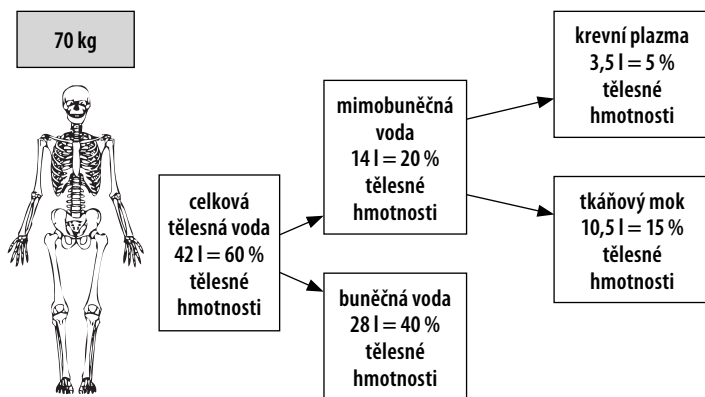 70 kg
celková
tělesná voda
42 l = 60 %
tělesné
hmotnosti
mimobuněčná
voda
14 l = 20 %
tělesné
hmotnosti
buněčná voda
28 l = 40 %
tělesné
hmotnosti
krevní plazma
3,5 l = 5 %
tělesné
hmotnosti
tkáňový mok
10,5 l = 15 %
tělesné
hmotnosti